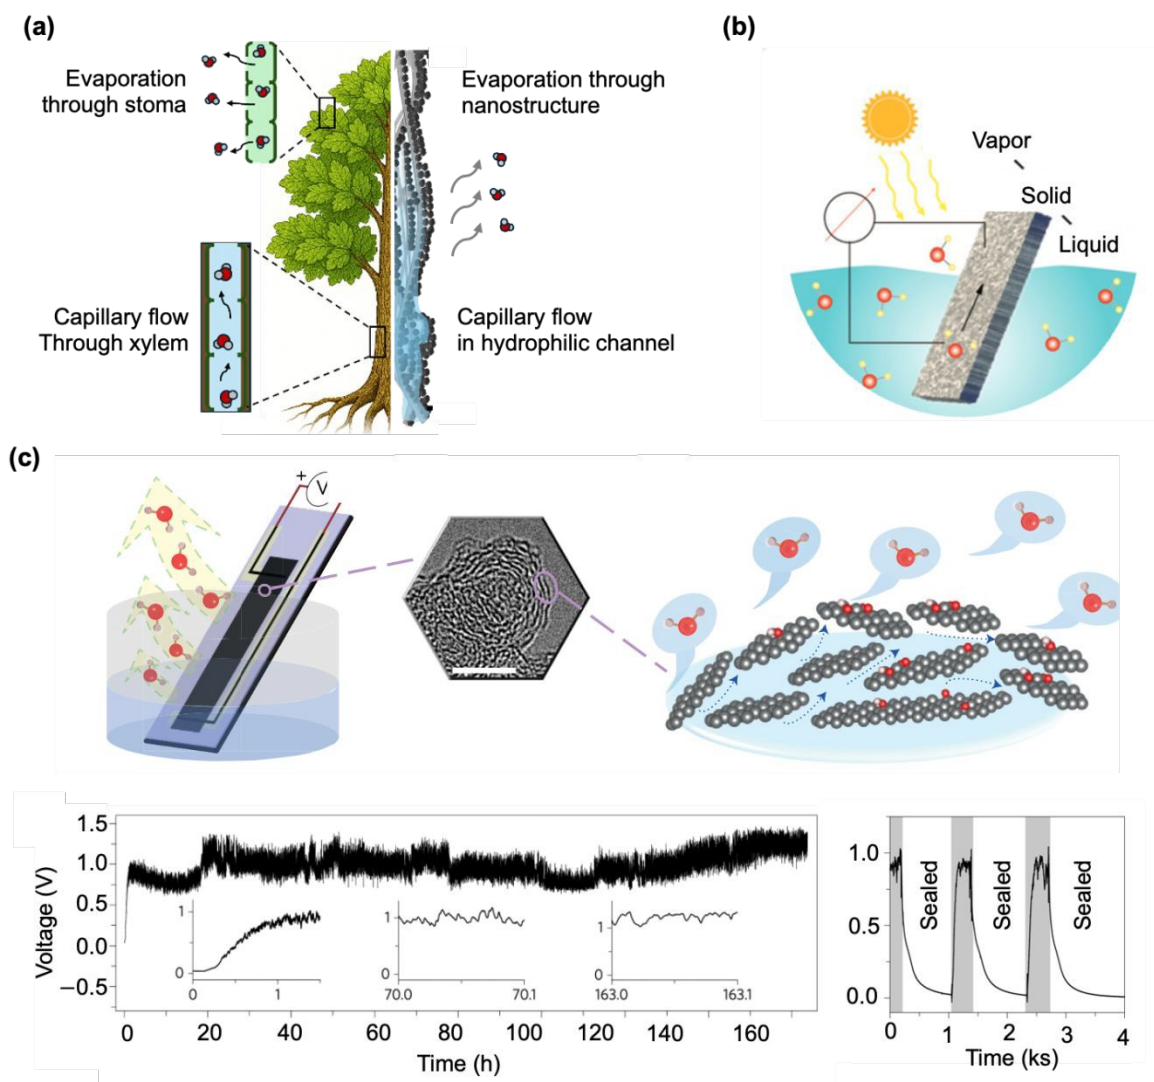 (a)
Evaporation
through stoma
Evaporation through
nanostructure
Capillary flow
Through xylem
Capillary flow
in hydrophilic channel
(b)
Vapor
Solid
Liquid
(c)
+
V
1.5
1.0
0.5
0.0
−0.5
Voltage (V)
1
0
0
1
1
0
70.0
70.1
1
0
163.0
163.1
0
20
40
60
80
100
120
140
160
Time (h)
1.0
0.5
0.0
Sealed
Sealed
Sealed
0
1
2
3
4
Time (ks)